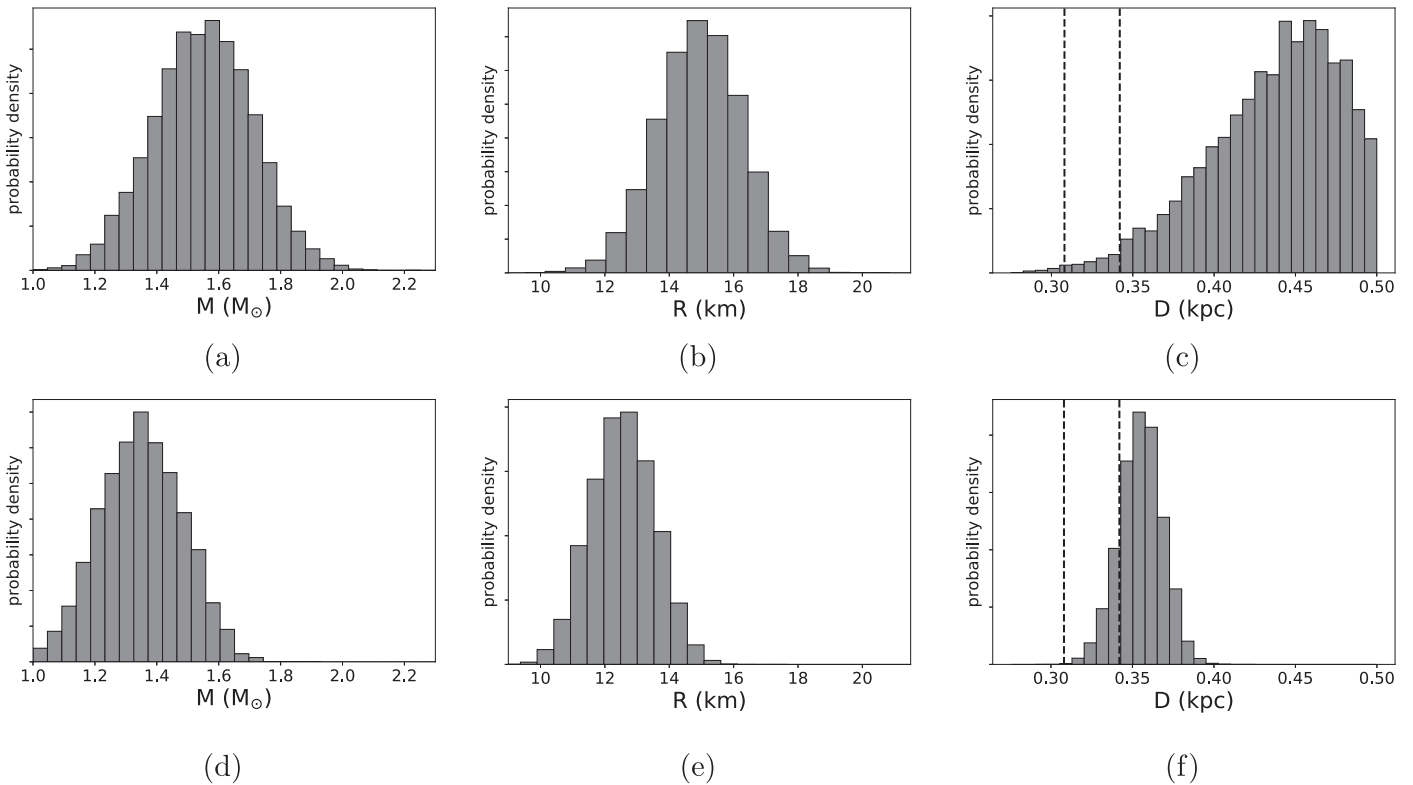 probability density
1.0 1.2 1.4 1.6 1.8 2.0 2.2
M (M☉)
(a)
probability density
10 12 14 16 18 20
R (km)
(b)
probability density
0.30 0.35 0.40 0.45 0.50
D (kpc)
(c)
probability density
1.0 1.2 1.4 1.6 1.8 2.0 2.2
M (M☉)
(d)
probability density
10 12 14 16 18 20
R (km)
(e)
probability density
0.30 0.35 0.40 0.45 0.50
D (kpc)
(f)